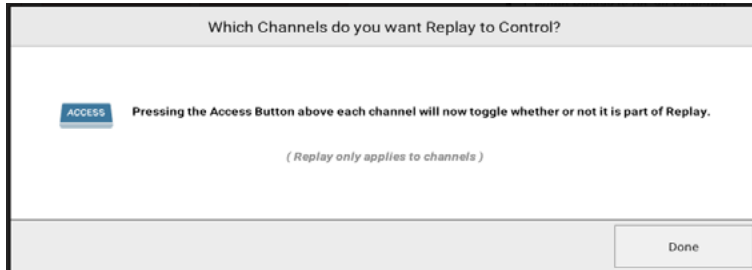 Which Channels do you want Replay to Control?
ACCESS Pressing the Access Button above each channel will now toggle whether or not it is part of Replay.
( Replay only applies to channels )
Done